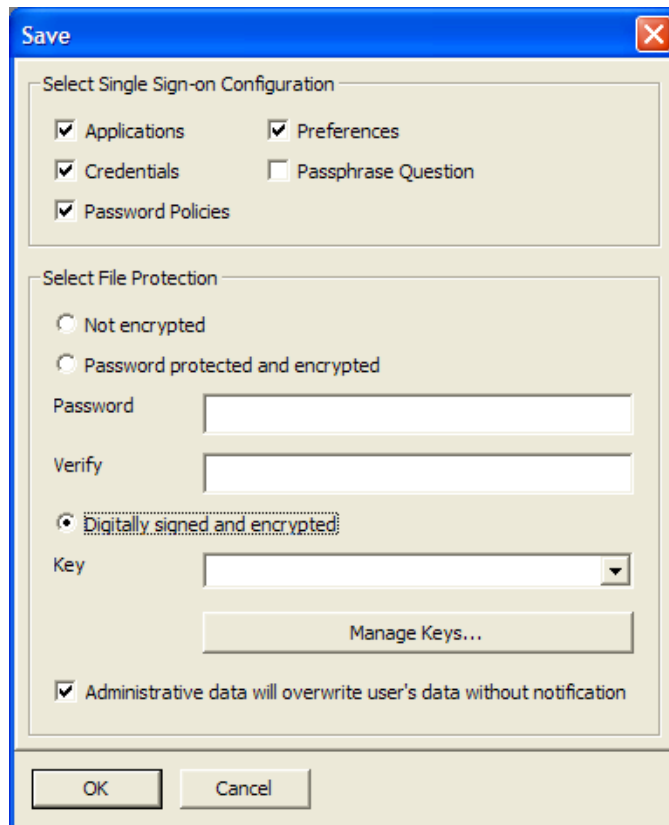 Save
Select Single Sign-on Configuration
Applications
Preferences
Credentials
Passphrase Question
Password Policies
Select File Protection
Not encrypted
Password protected and encrypted
Password
Verify
Digitally signed and encrypted
Key
Manage Keys...
Administrative data will overwrite user's data without notification
OK
Cancel